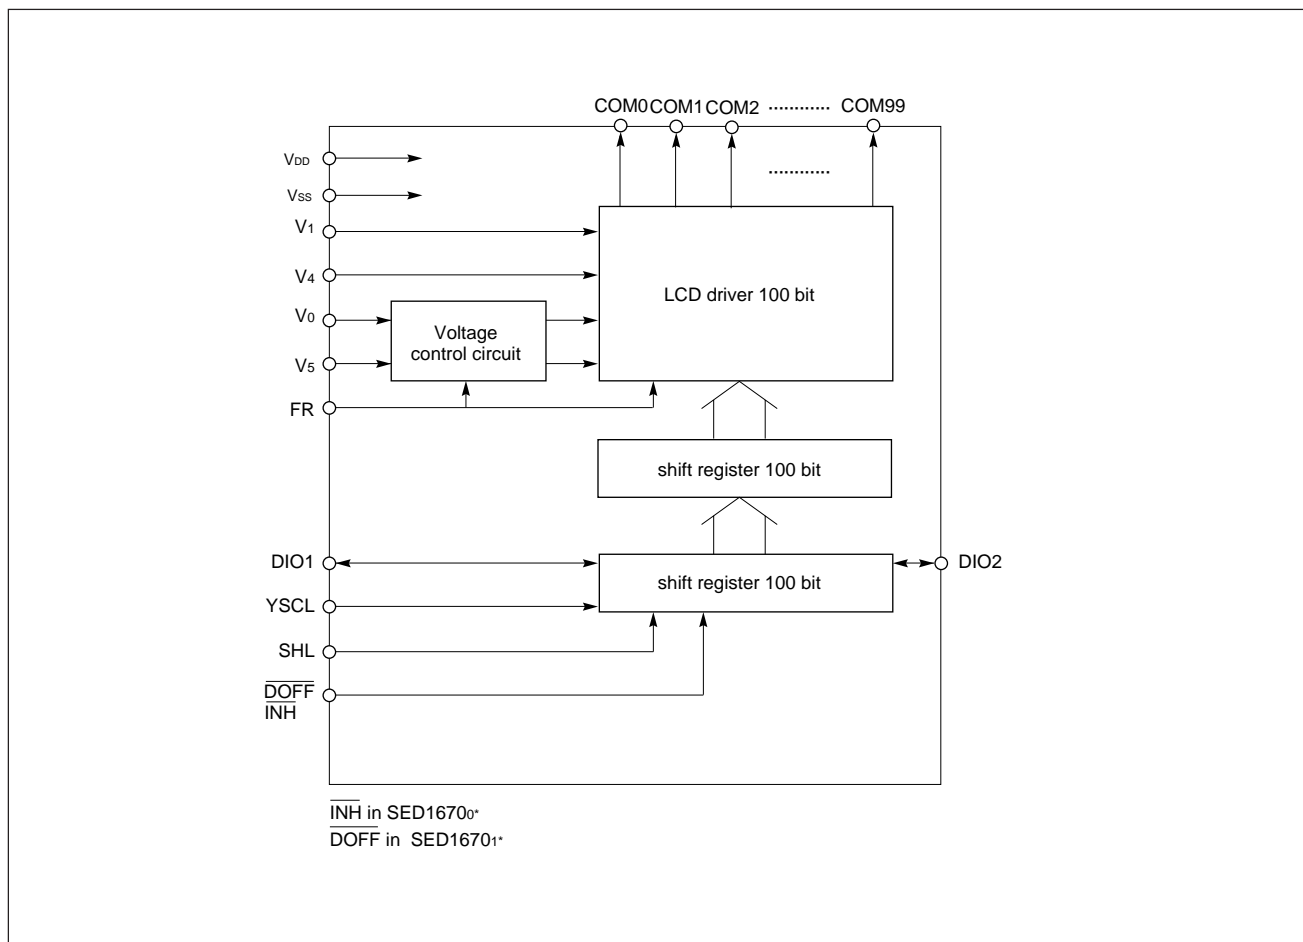 COM0 COM1 COM2 ............ COM99
VDD
............
VSS
V1
V4
LCD driver 100 bit
V0
Voltage
control circuit
V5
FR
shift register 100 bit
DIO1
shift register 100 bit
DIO2
YSCL
SHL
DOFF
INH
INH in SED16700*
DOFF in SED16701*